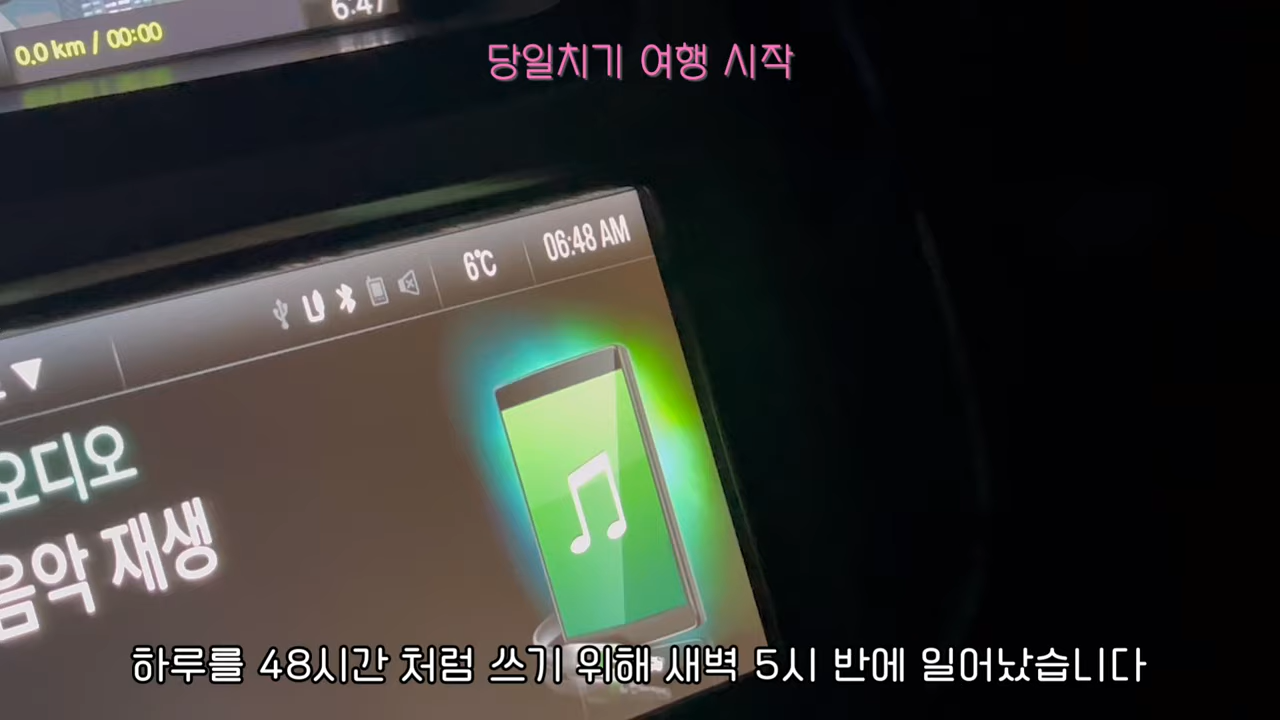 6:47
0.0 km / 00:00
당일치기 여행 시작
6℃
06:48 AM
오디오
음악 재생
하루를 48시간 처럼 쓰기 위해 새벽 5시 반에 일어났습니다